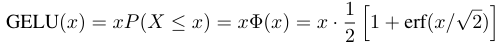 GELU(x) = xP(X ≤ x) = xΦ(x) = x · 1/2 [1 + erf(x/√2)]